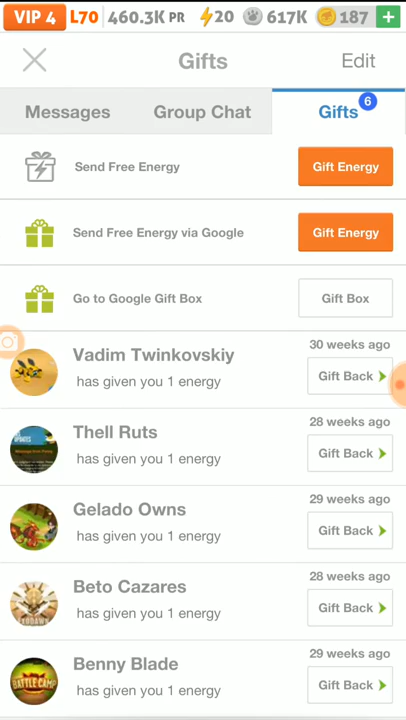 VIP 4 L70 460.3K PR 20 617K 187 +
Gifts Edit
Messages Group Chat Gifts 6
Send Free Energy Gift Energy
Send Free Energy via Google Gift Energy
Go to Google Gift Box Gift Box
30 weeks ago
Vadim Twinkovskiy
has given you 1 energy Gift Back
28 weeks ago
Thell Ruts
has given you 1 energy Gift Back
29 weeks ago
Gelado Owns
has given you 1 energy Gift Back
28 weeks ago
Beto Cazares
has given you 1 energy Gift Back
29 weeks ago
Benny Blade
has given you 1 energy Gift Back
BATTLE CAMP